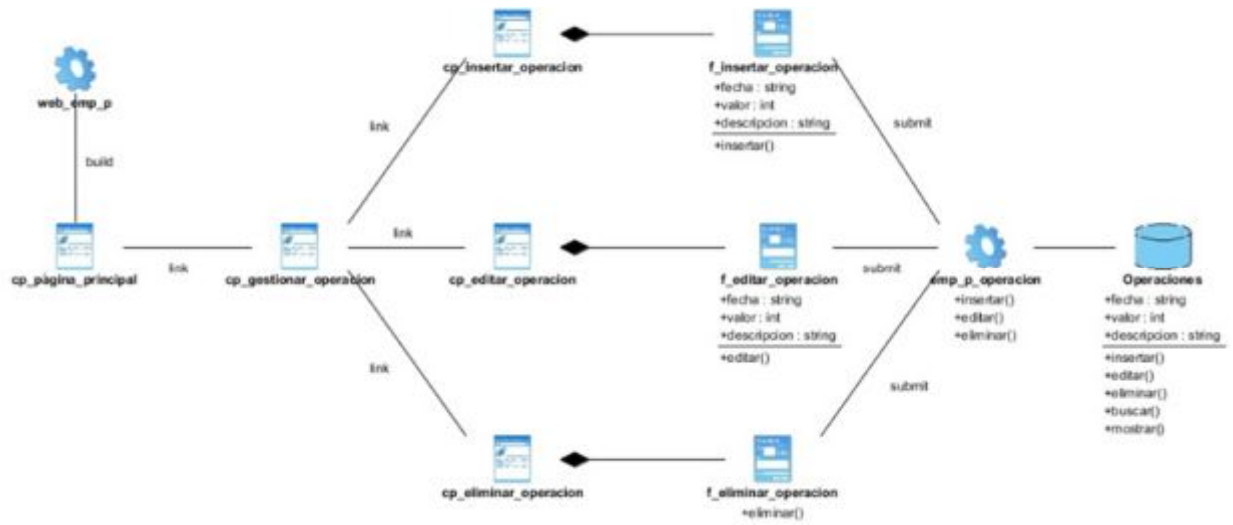 cp_insertar_operacion
f_insertar_operacion
+fecha : string
+valor : int
+descripcion : string
+insertar()
web_emp_p
build
link
submit
cp_pàgina_principal
link
cp_gestionar_operacion
link
cp_editar_operacion
f_editar_operacion
+fecha : string
+valor : int
+descripcion : string
+editar()
submit
emp_p_operacion
+insertar()
+editar()
+eliminar()
Operaciones
+fecha : string
+valor : int
+descripcion : string
+insertar()
+editar()
+eliminar()
+buscar()
+mostrar()
link
submit
cp_eliminar_operacion
f_eliminar_operacion
+eliminar()